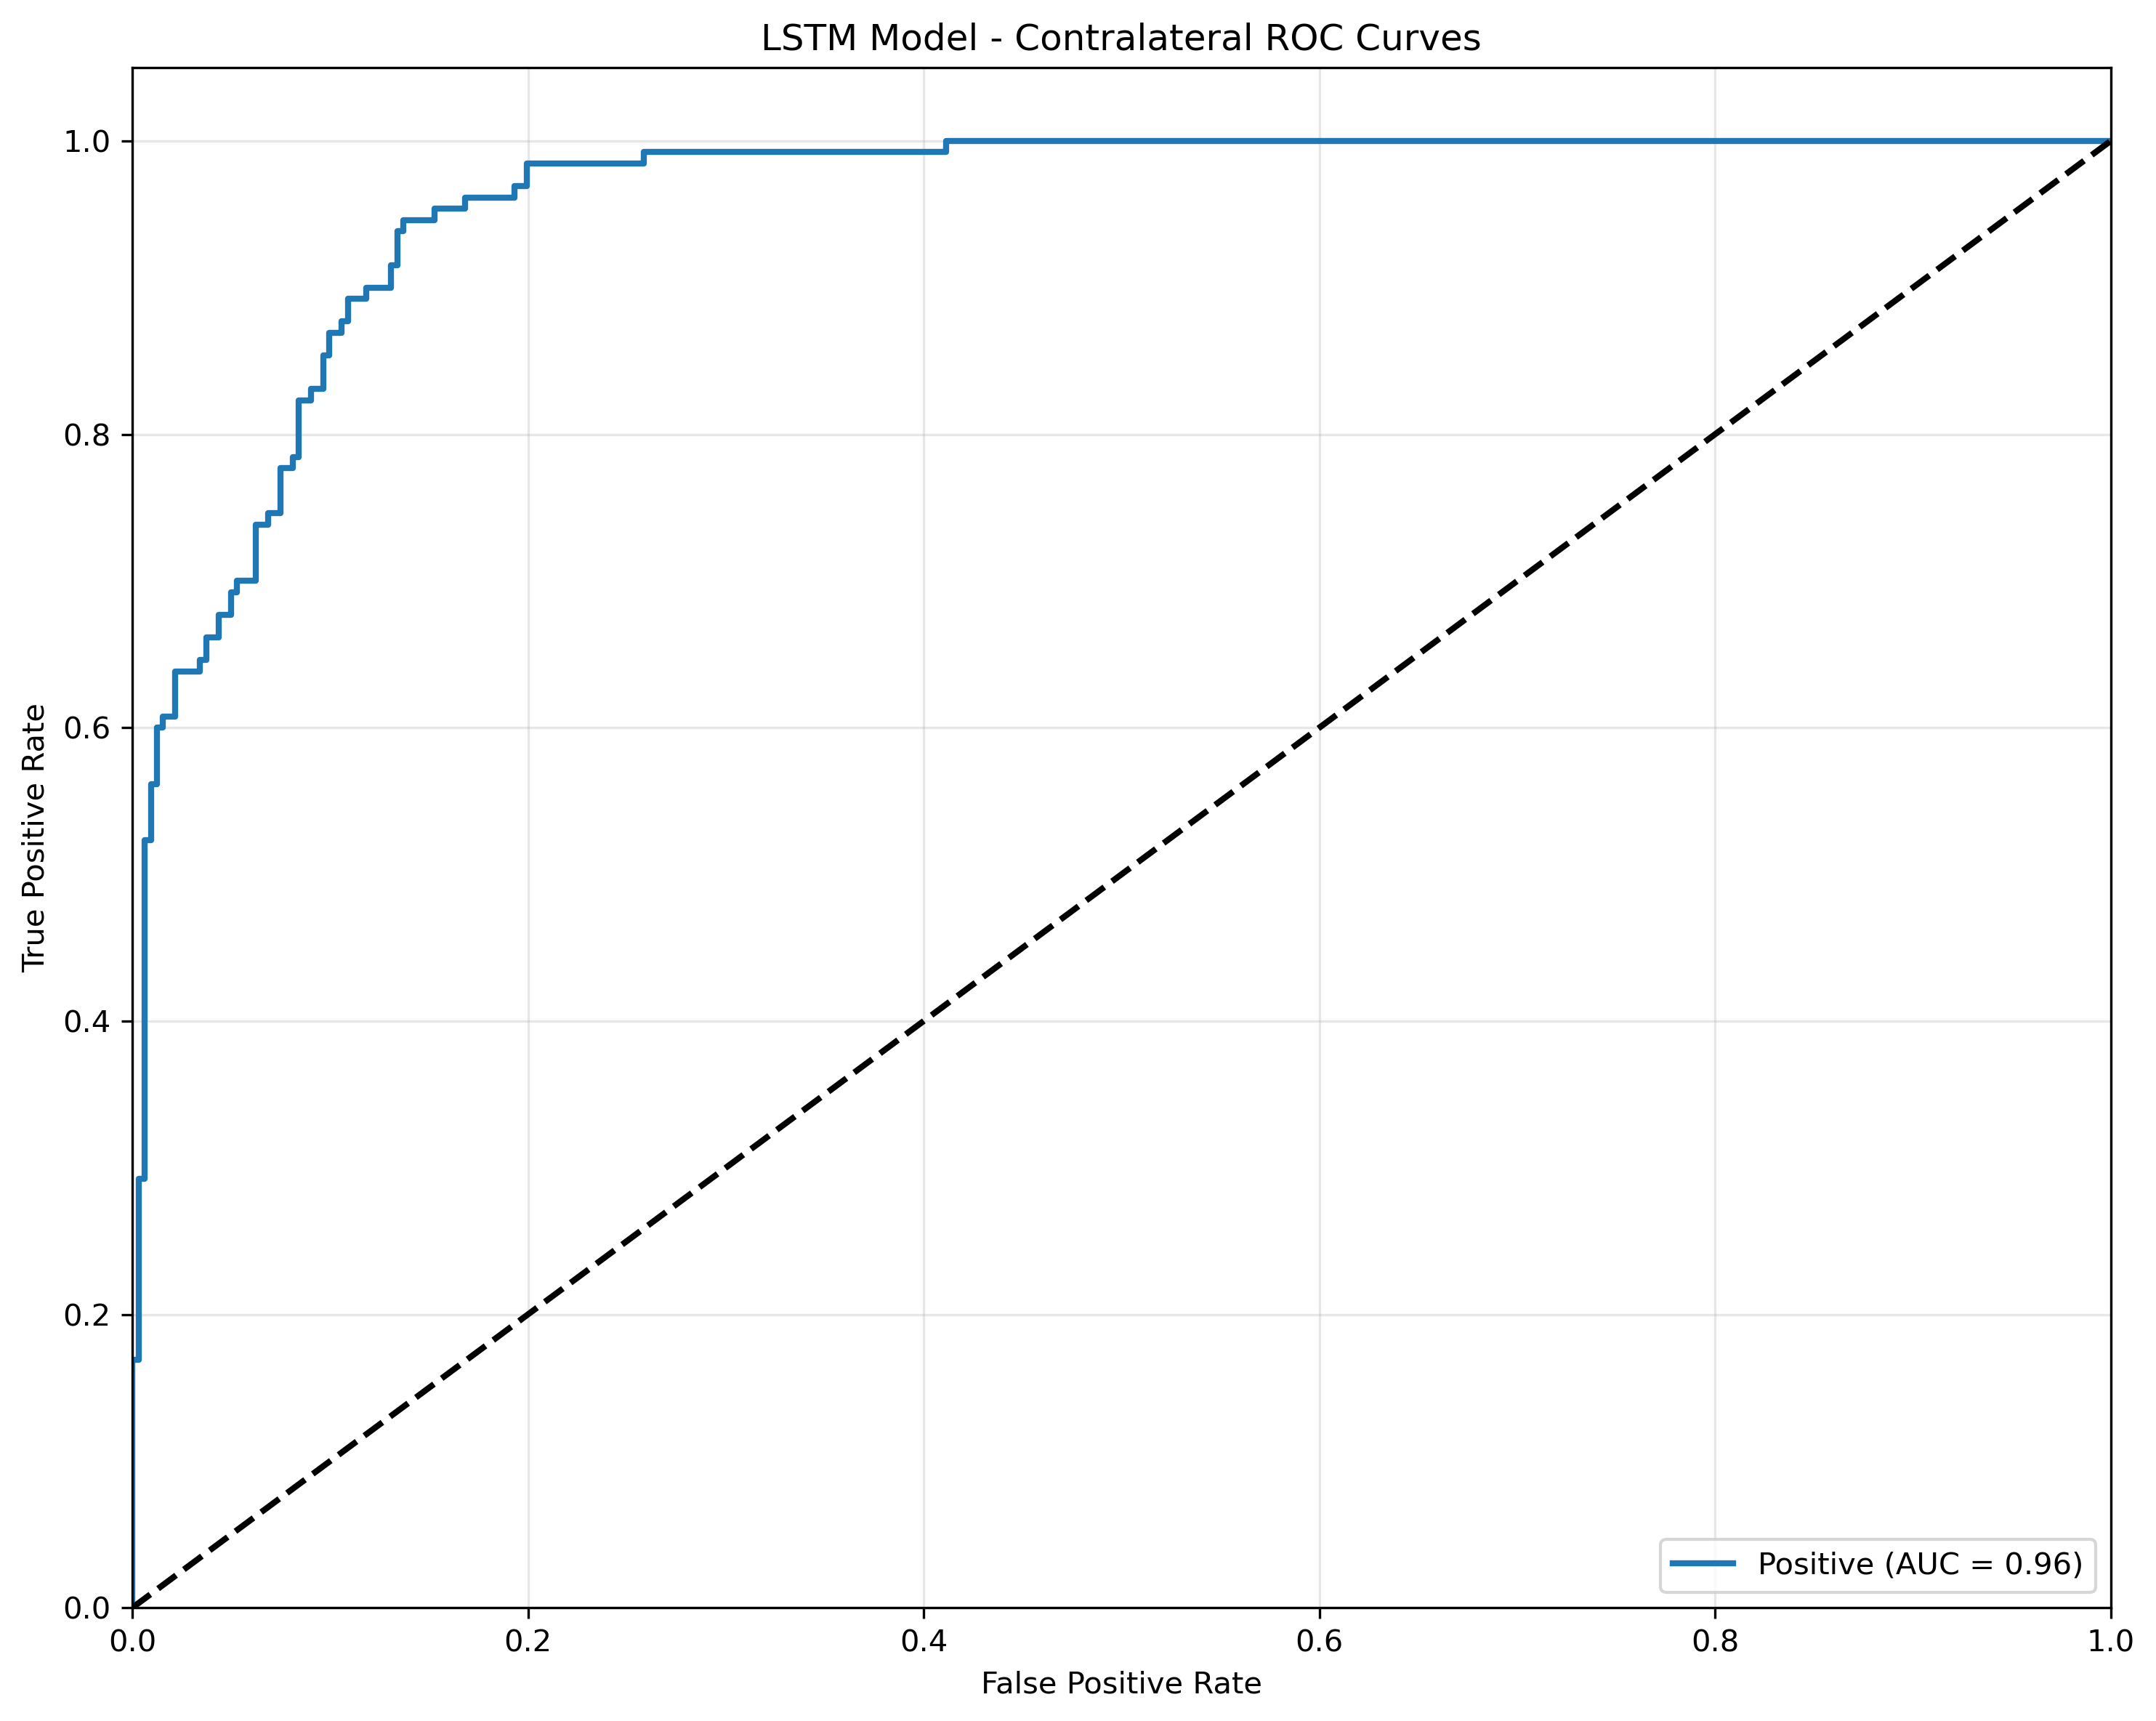 LSTM Model - Contralateral ROC Curves
1.0
0.8
0.6
0.4
0.2
0.0
True Positive Rate
Positive (AUC = 0.96)
0.0 0.2 0.4 0.6 0.8 1.0
False Positive Rate